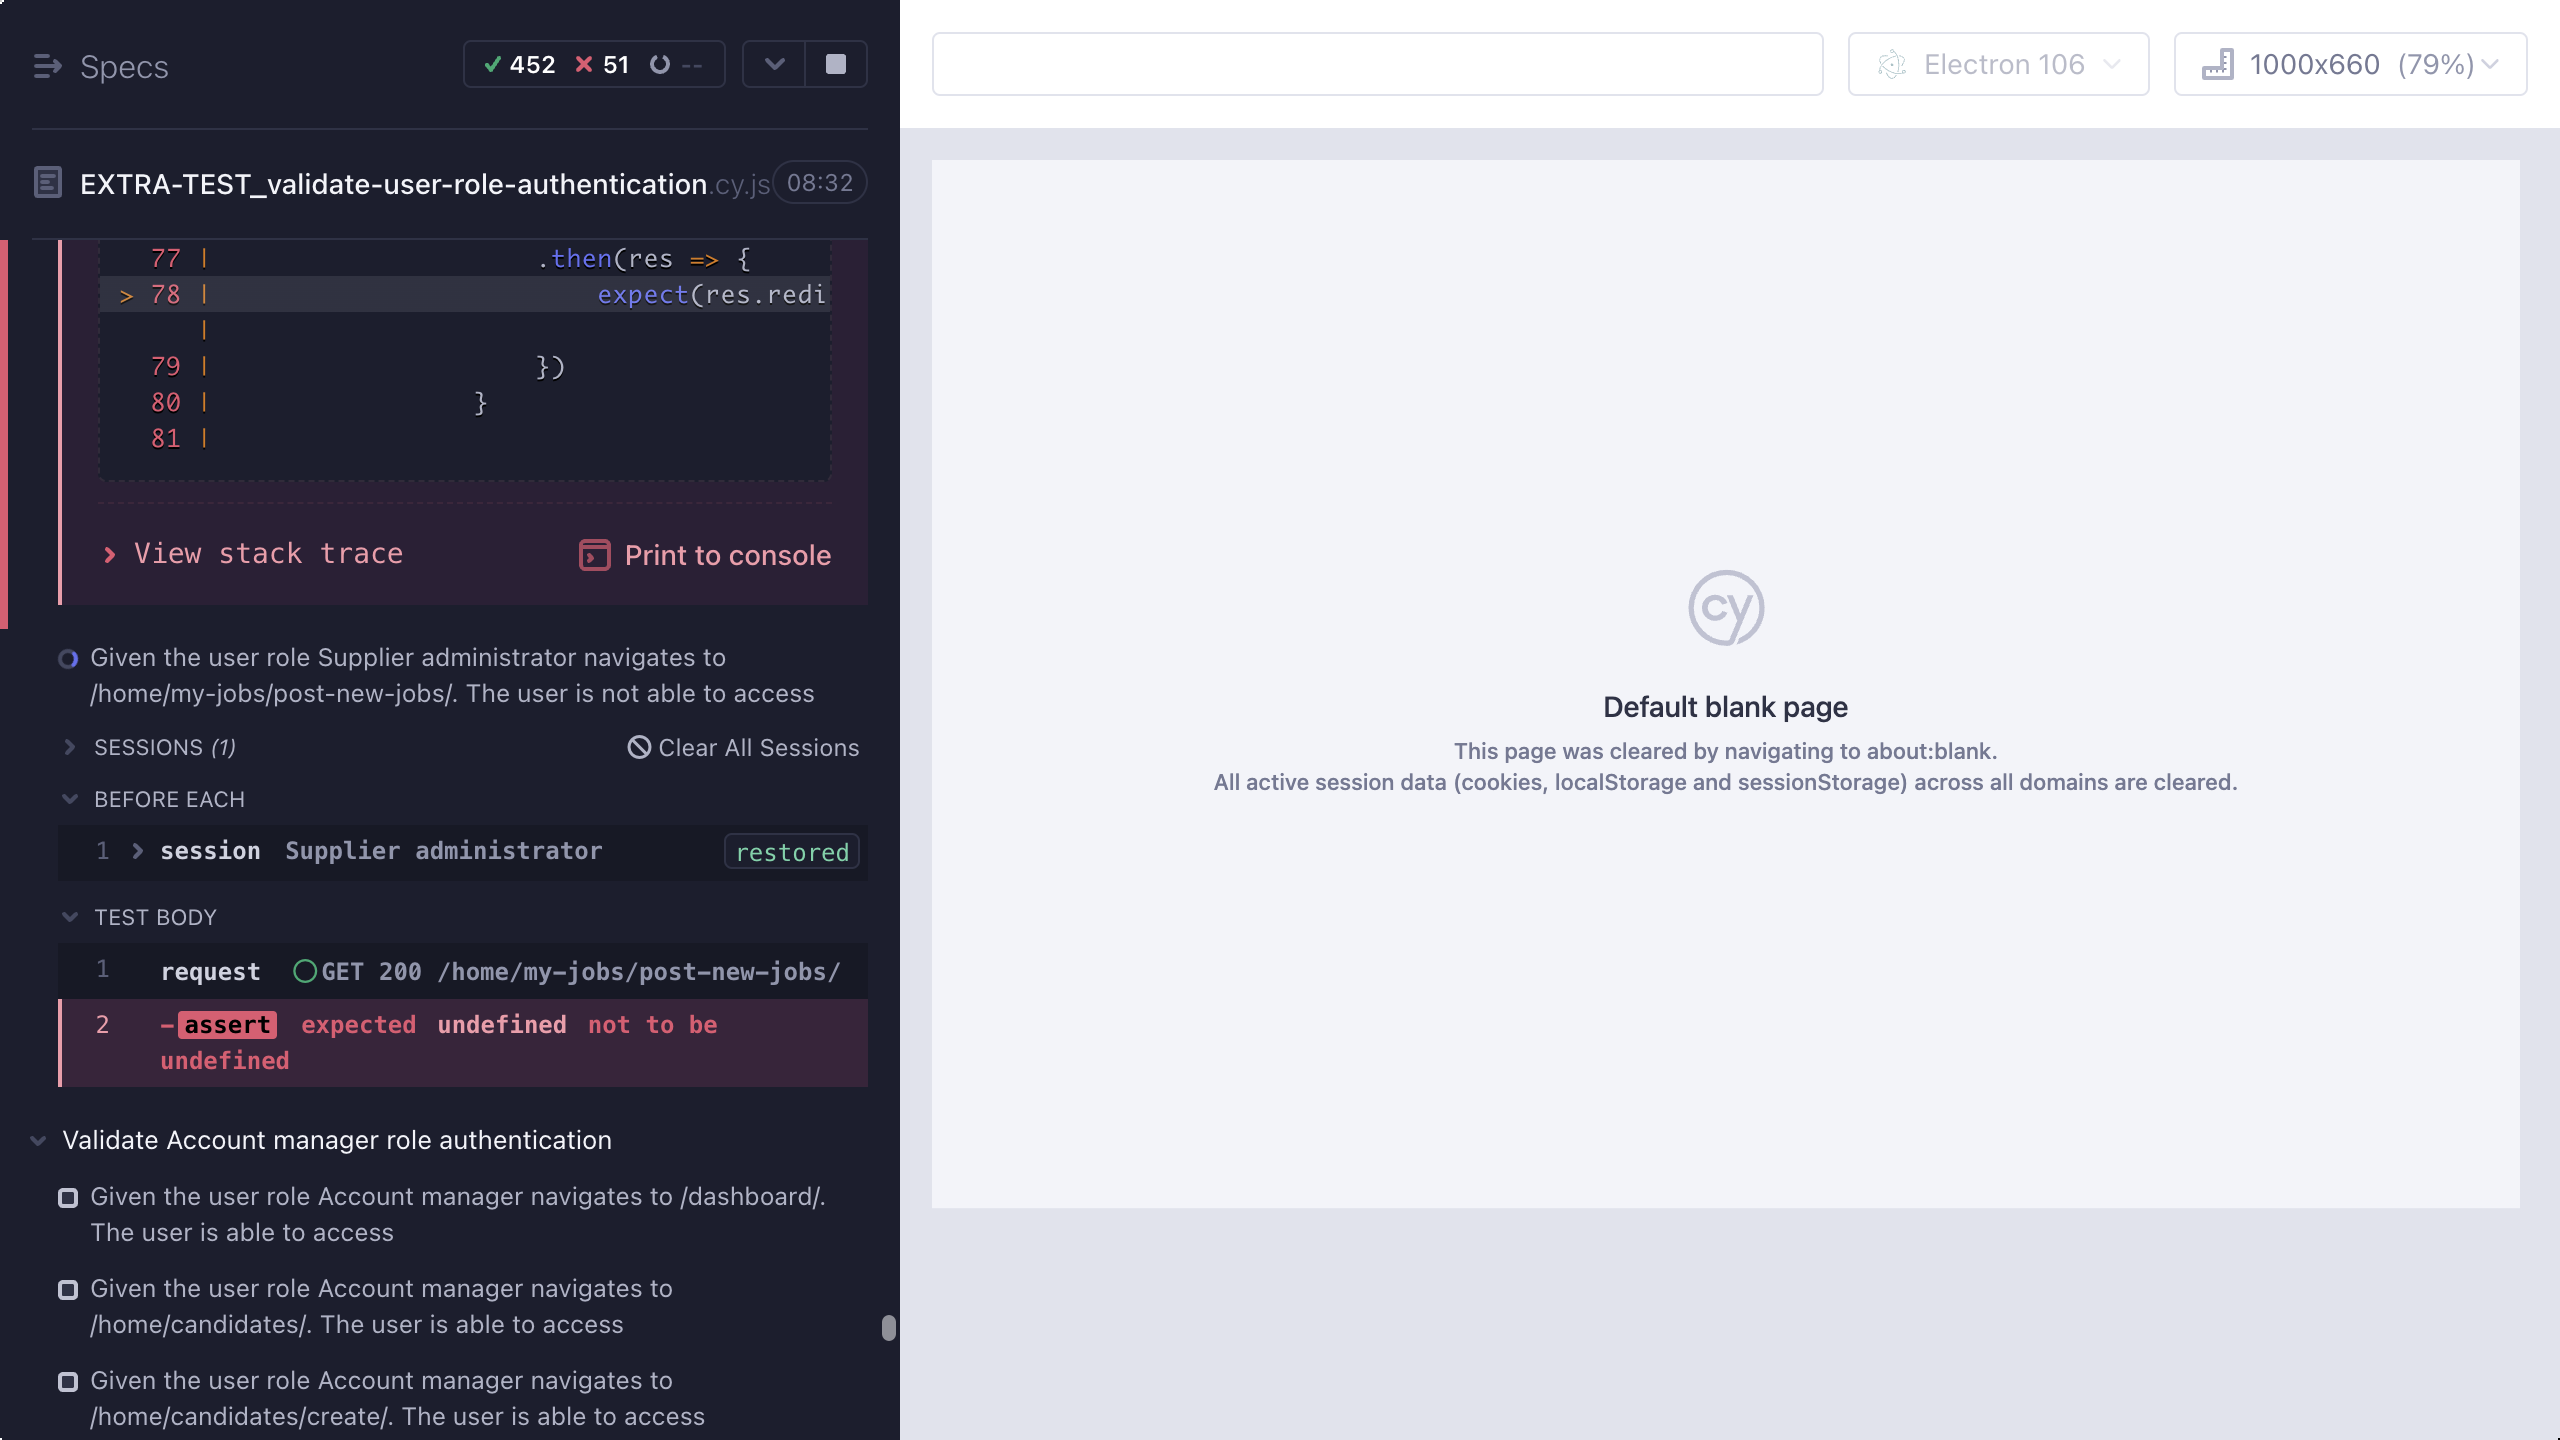 Specs
452 51 --
EXTRA-TEST_validate-user-role-authentication.cy.js 08:32
77 | .then(res => {
> 78 | expect(res.redi
|
79 | })
80 | }
81 |
View stack trace
Print to console
Given the user role Supplier administrator navigates to
/home/my-jobs/post-new-jobs/. The user is not able to access
SESSIONS (1)
Clear All Sessions
BEFORE EACH
1 session Supplier administrator restored
TEST BODY
1 request GET 200 /home/my-jobs/post-new-jobs/
2 -assert expected undefined not to be
undefined
Validate Account manager role authentication
Given the user role Account manager navigates to /dashboard/.
The user is able to access
Given the user role Account manager navigates to
/home/candidates/. The user is able to access
Given the user role Account manager navigates to
/home/candidates/create/. The user is able to access
Electron 106
1000x660 (79%)
cy
Default blank page
This page was cleared by navigating to about:blank.
All active session data (cookies, localStorage and sessionStorage) across all domains are cleared.